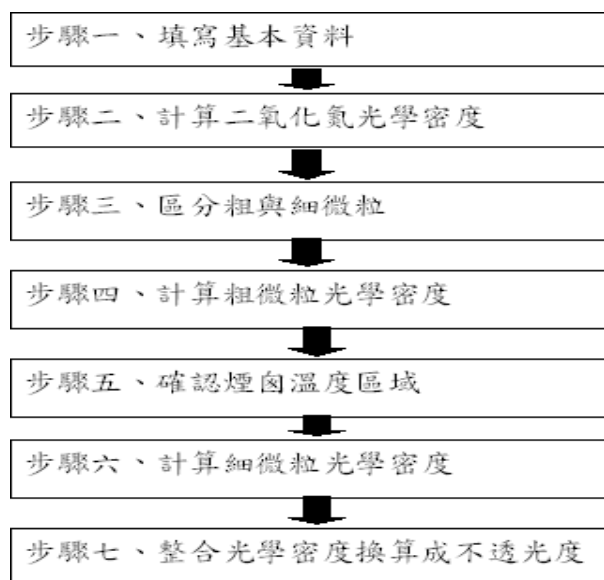 步驟一、填寫基本資料
步驟二、計算二氧化氮光學密度
步驟三、區分粗與細微粒
步驟四、計算粗微粒光學密度
步驟五、確認煙囪溫度區域
步驟六、計算細微粒光學密度
步驟七、整合光學密度換算成不透光度